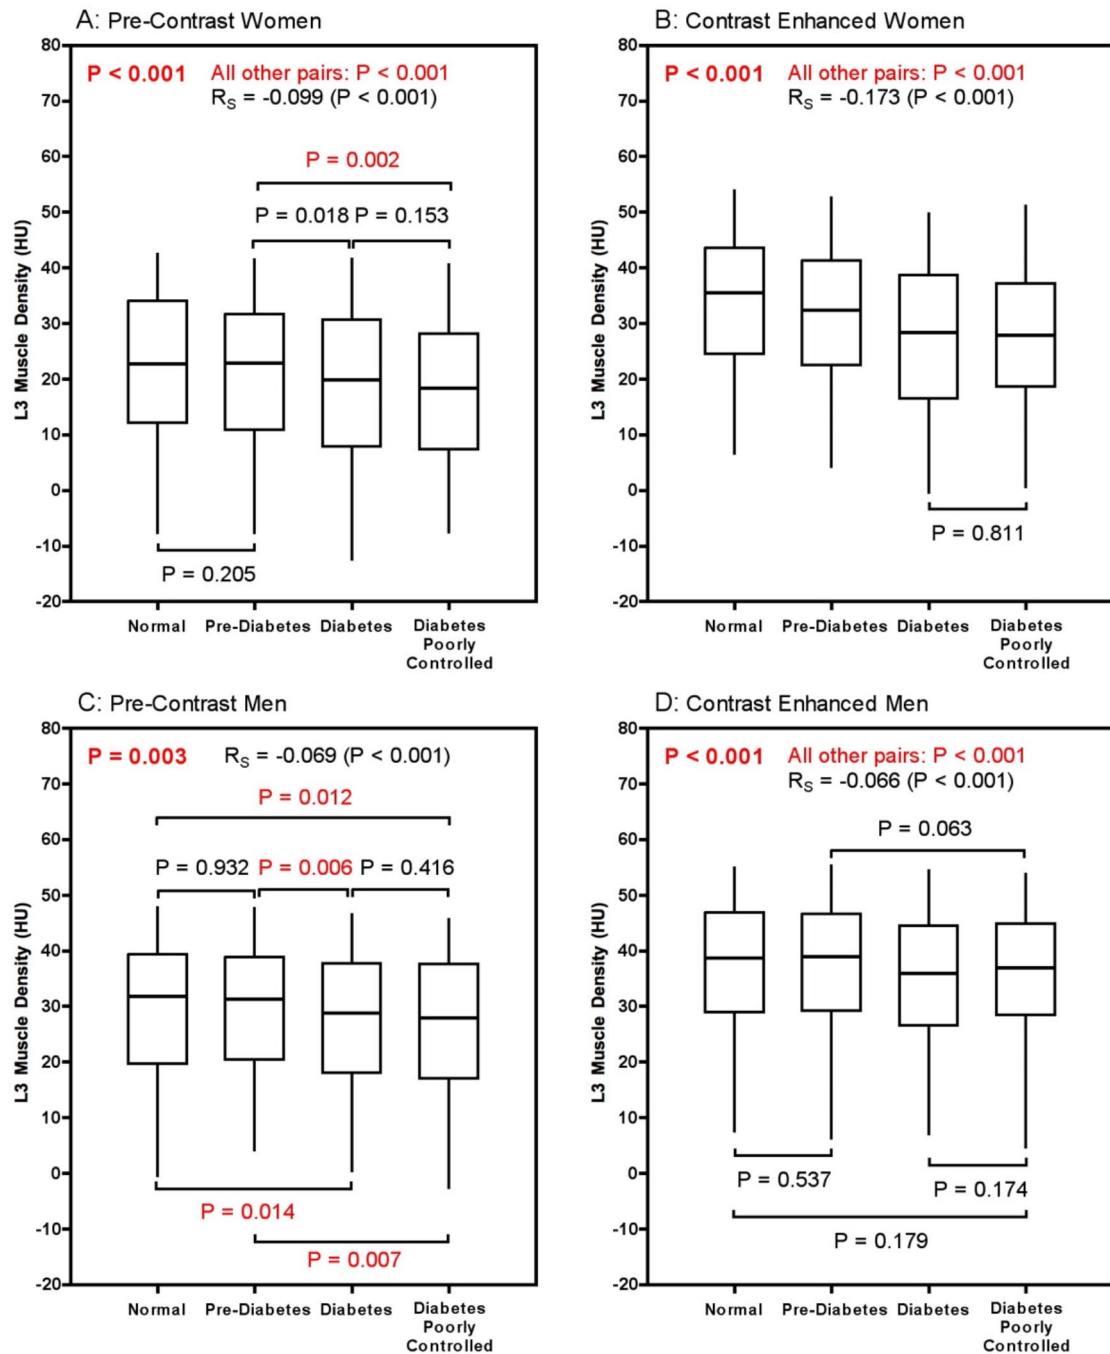 A: Pre-Contrast Women
P < 0.001 All other pairs: P < 0.001
R_S = -0.099 (P < 0.001)
P = 0.002
P = 0.018 P = 0.153
P = 0.205
80
70
60
50
40
30
20
10
0
-10
-20
L3 Muscle Density (HU)
Normal Pre-Diabetes Diabetes Diabetes
Poorly
Controlled
B: Contrast Enhanced Women
P < 0.001 All other pairs: P < 0.001
R_S = -0.173 (P < 0.001)
P = 0.811
80
70
60
50
40
30
20
10
0
-10
-20
L3 Muscle Density (HU)
Normal Pre-Diabetes Diabetes Diabetes
Poorly
Controlled
C: Pre-Contrast Men
P = 0.003 R_S = -0.069 (P < 0.001)
P = 0.012
P = 0.932 P = 0.006 P = 0.416
P = 0.014
P = 0.007
80
70
60
50
40
30
20
10
0
-10
-20
L3 Muscle Density (HU)
Normal Pre-Diabetes Diabetes Diabetes
Poorly
Controlled
D: Contrast Enhanced Men
P < 0.001 All other pairs: P < 0.001
R_S = -0.066 (P < 0.001)
P = 0.063
P = 0.537
P = 0.174
P = 0.179
80
70
60
50
40
30
20
10
0
-10
-20
L3 Muscle Density (HU)
Normal Pre-Diabetes Diabetes Diabetes
Poorly
Controlled